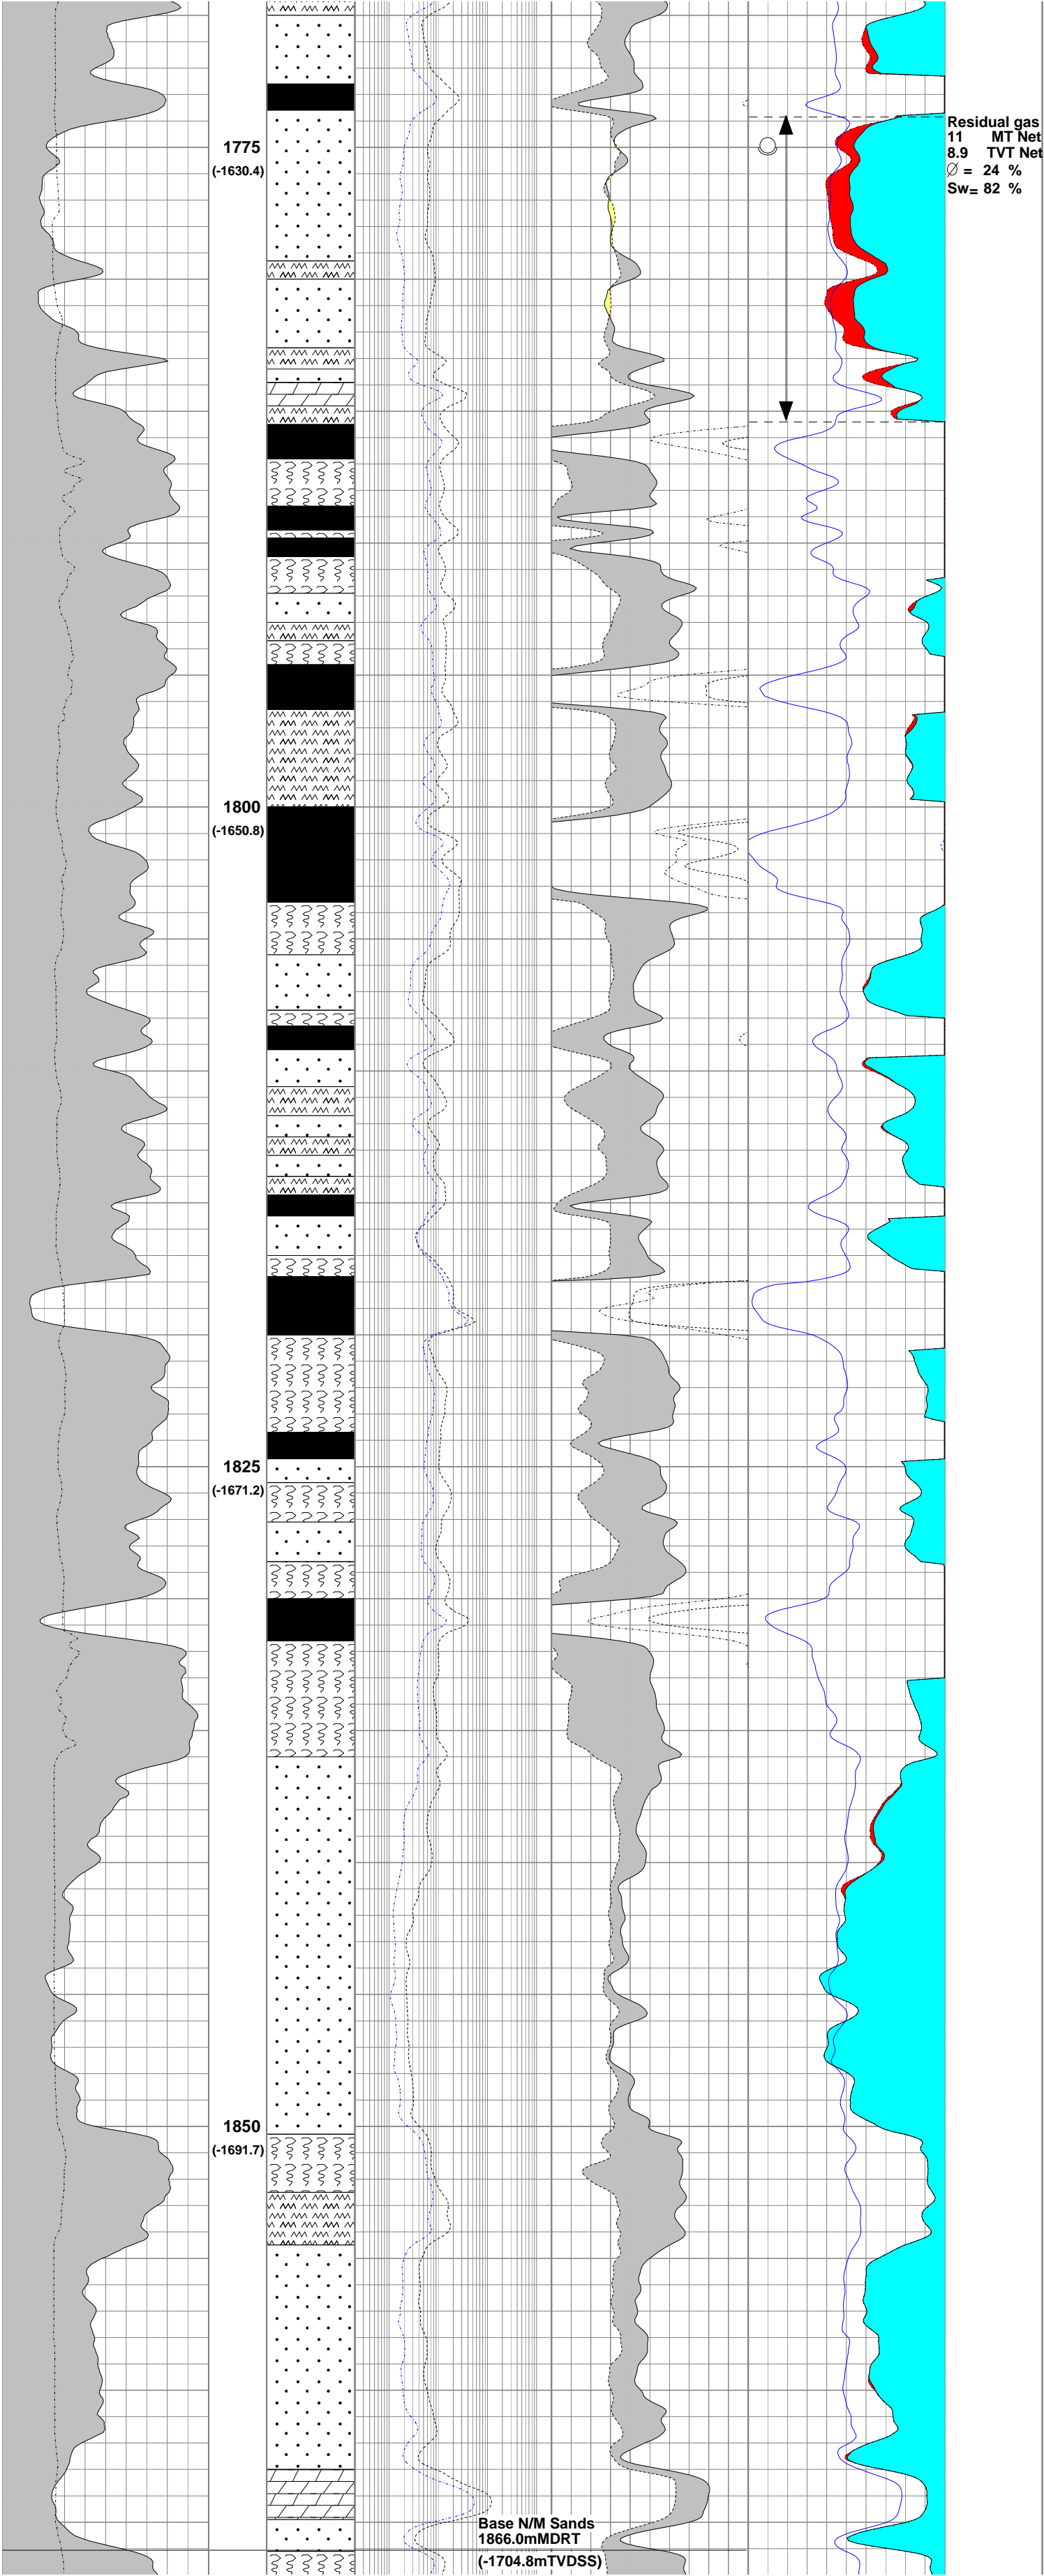 Residual gas
11 MT Net
8.9 TVT Net
Ø = 24 %
Sw= 82 %
1775
(-1630.4)
1800
(-1650.8)
1825
(-1671.2)
1850
(-1691.7)
Base N/M Sands
1866.0mMDRT
(-1704.8mTVDSS)